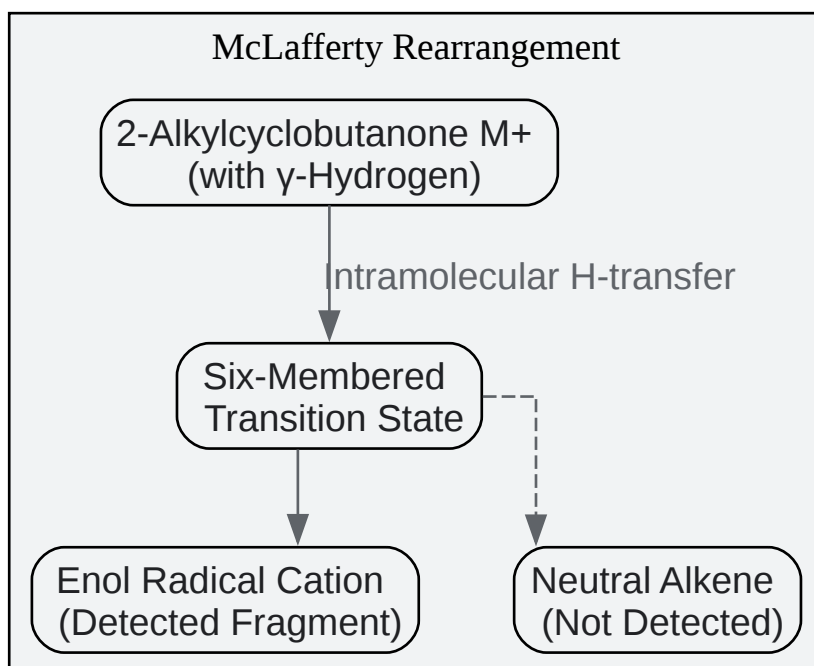 McLafferty Rearrangement
2-Alkylcyclobutanone M+
(with γ-Hydrogen)
Intramolecular H-transfer
Six-Membered
Transition State
Enol Radical Cation
(Detected Fragment)
Neutral Alkene
(Not Detected)